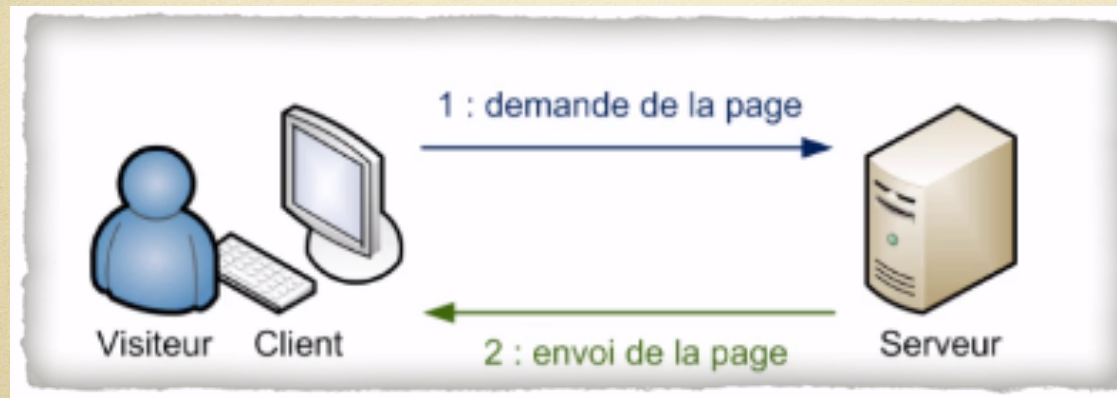 1 : demande de la page
Visiteur
Client
2 : envoi de la page
Serveur